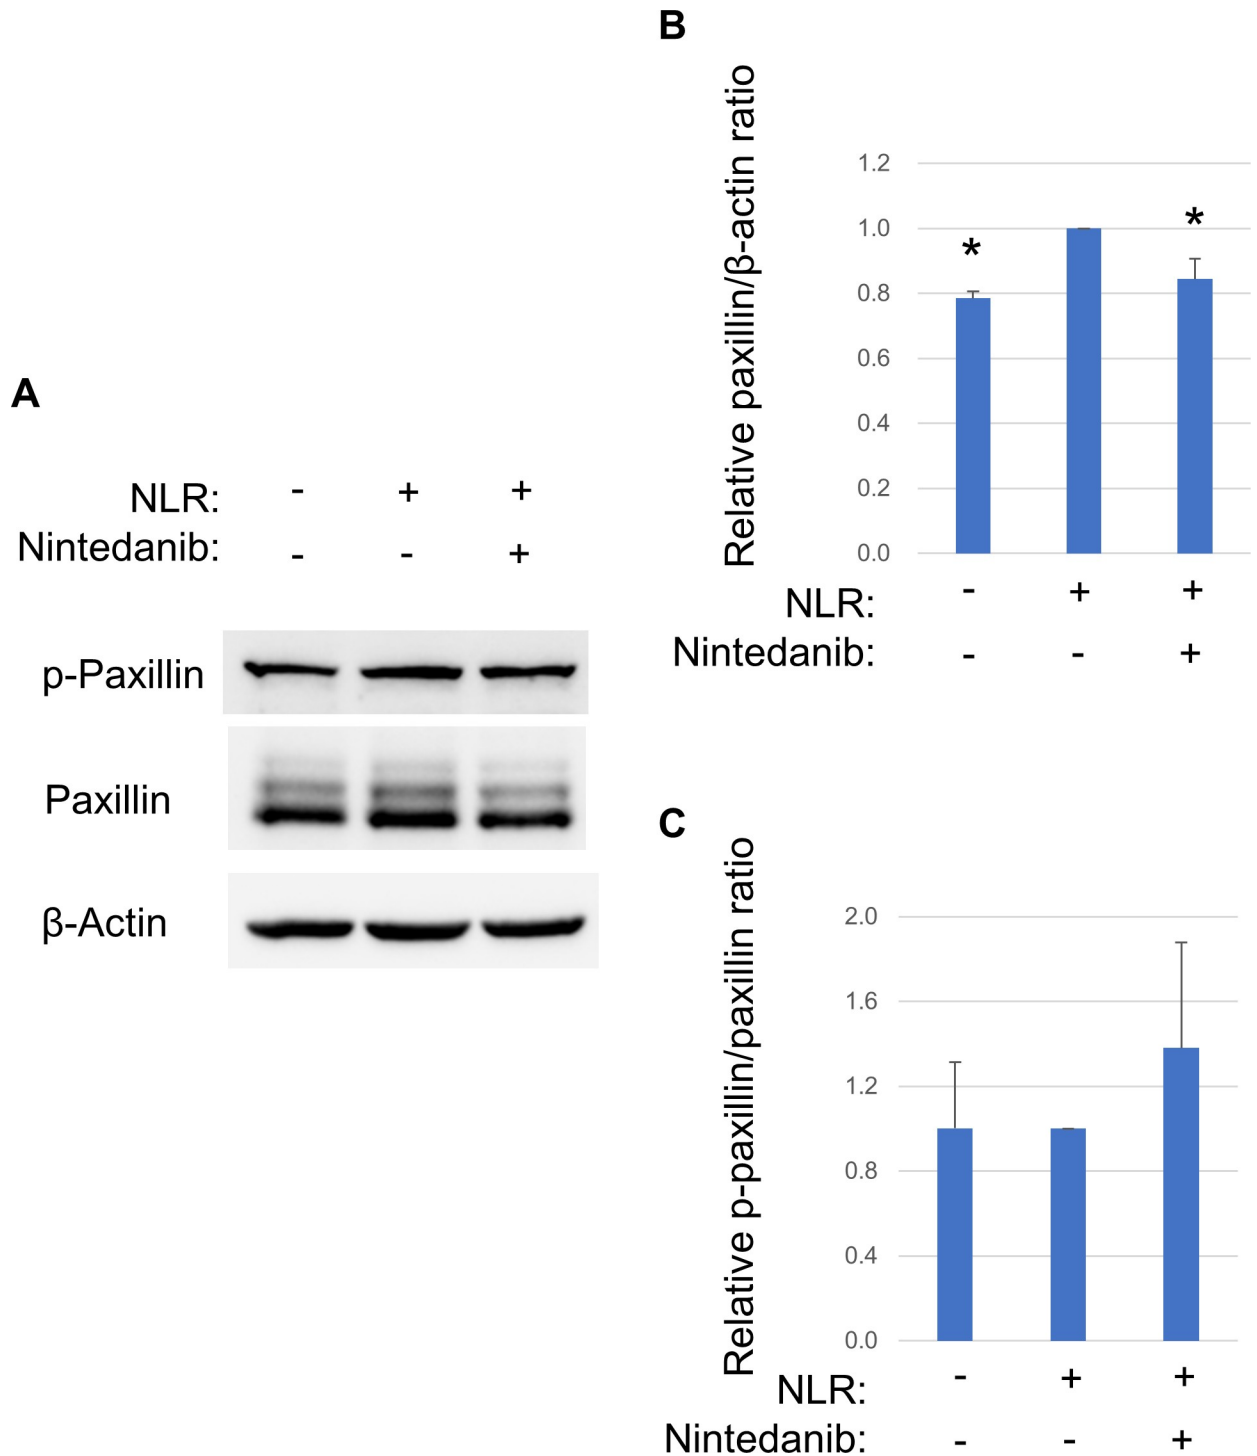 A
NLR: - + +
Nintedanib: - - +
p-Paxillin
Paxillin
β-Actin
B
Relative paxillin/β-actin ratio
1.2
1.0
0.8
0.6
0.4
0.2
0.0
*
*
NLR: - + +
Nintedanib: - - +
C
Relative p-paxillin/paxillin ratio
2.0
1.6
1.2
0.8
0.4
0.0
NLR: - + +
Nintedanib: - - +